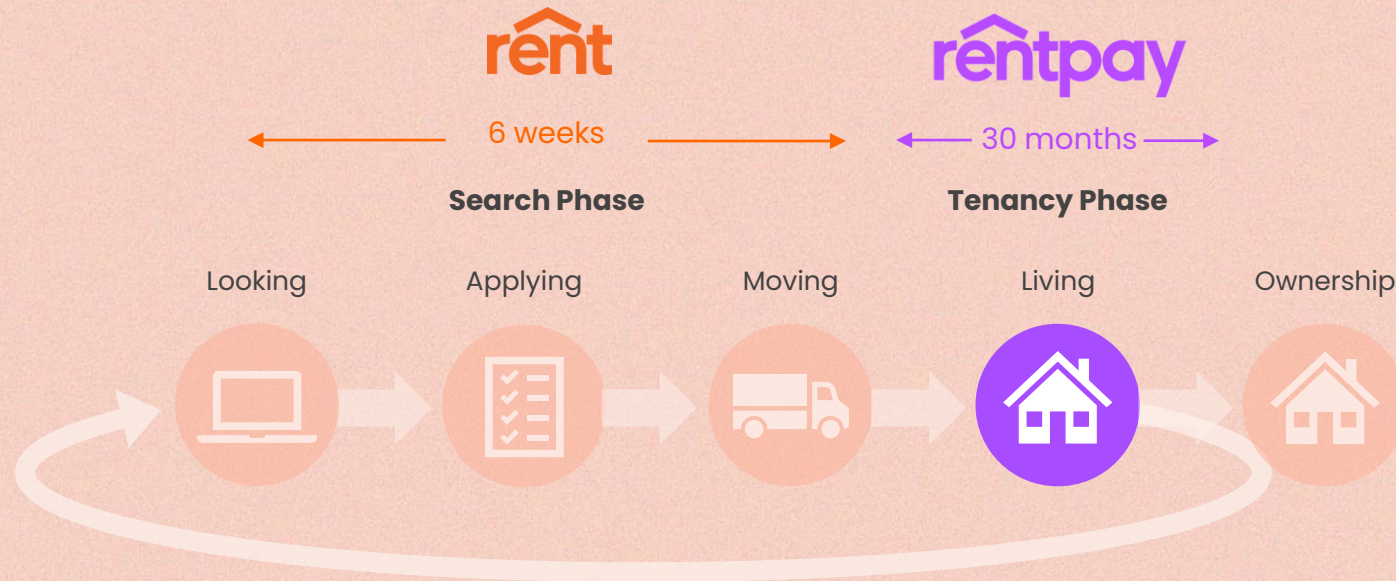 rent
rentpay
6 weeks
30 months
Search Phase
Tenancy Phase
Looking
Applying
Moving
Living
Ownership